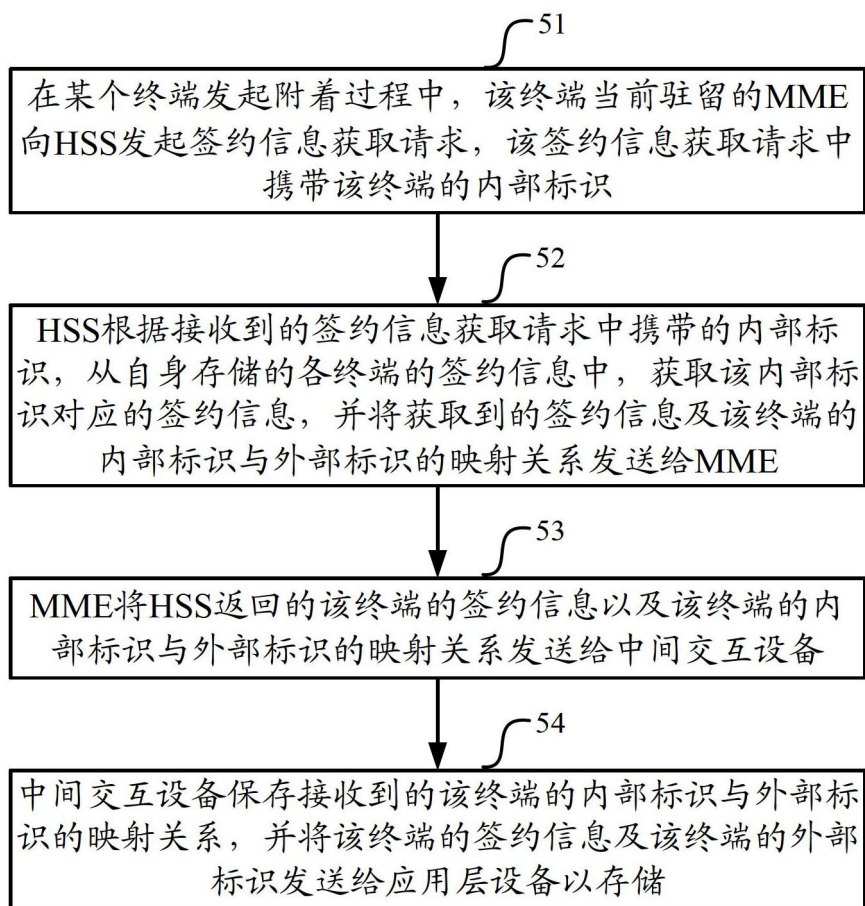 51
在某个终端发起附着过程中，该终端当前驻留的MME
向HSS发起签约信息获取请求，该签约信息获取请求中
携带该终端的内部标识
52
HSS根据接收到的签约信息获取请求中携带的内部标
识，从自身存储的各终端的签约信息中，获取该内部标
识对应的签约信息，并将获取到的签约信息及该终端的
内部标识与外部标识的映射关系发送给MME
53
MME将HSS返回的该终端的签约信息以及该终端的内
部标识与外部标识的映射关系发送给中间交互设备
54
中间交互设备保存接收到的该终端的内部标识与外部标
识的映射关系，并将该终端的签约信息及该终端的外部
标识发送给应用层设备以存储